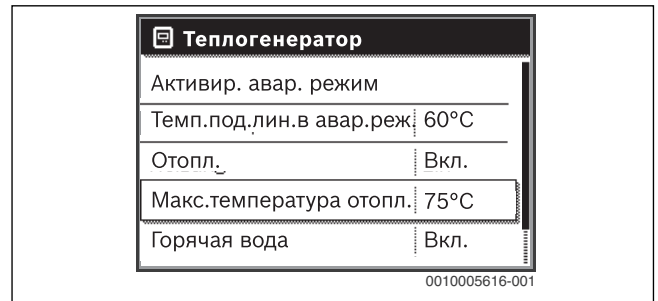 Теплогенератор
Активир. авар. режим
Темп.под.лин.в авар.реж. 60°C
Отопл. Вкл.
Макс.температура отопл. 75°C
Горячая вода Вкл.
0010005616-001